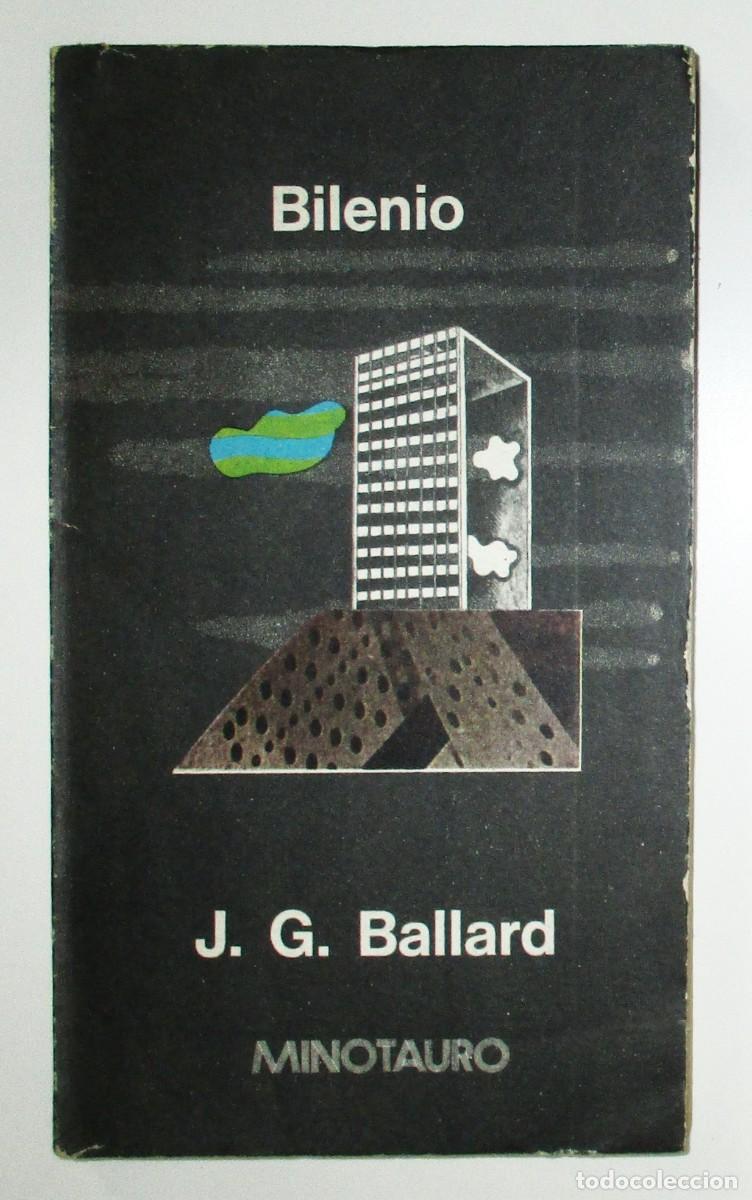 Bilenio
J. G. Ballard
MINOTAURO
todocoleccion